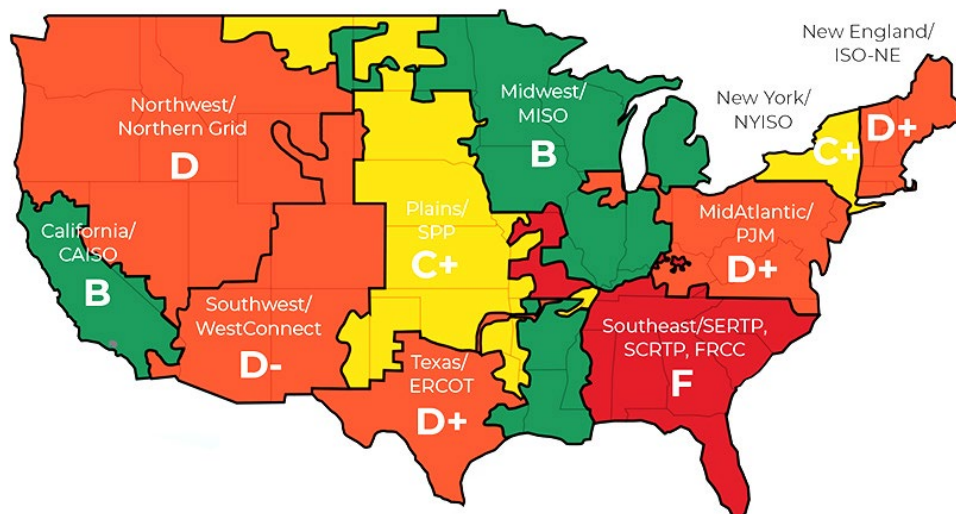 New England/
ISO-NE
D+
New York/
NYISO
C+
Northwest/
Northern Grid
D
Midwest/
MISO
B
California/
CAISO
B
Plains/
SPP
C+
MidAtlantic/
PJM
D+
Southwest/
WestConnect
D-
Texas/
ERCOT
D+
Southeast/SERTP,
SCRTP, FRCC
F